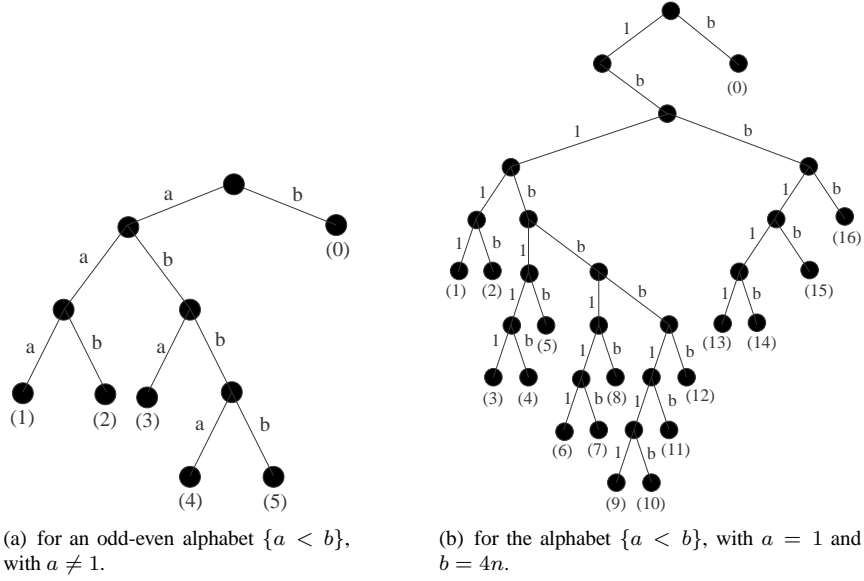 1 b
(0)
b
1 b
a b
(0)
1 b
1 b
(16)
a b
1 b
(1) (2)
1 b
1 b
(15)
a b
(1) (2)
a b
(3)
1 b
(5)
1 b
1 b
(13) (14)
1 b
(3) (4)
1 b
(8)
1 b
(12)
a b
(4) (5)
1 b
(6) (7)
1 b
(11)
1 b
(9) (10)
(a) for an odd-even alphabet {a < b},
with a ≠ 1.
(b) for the alphabet {a < b}, with a = 1 and
b = 4n.